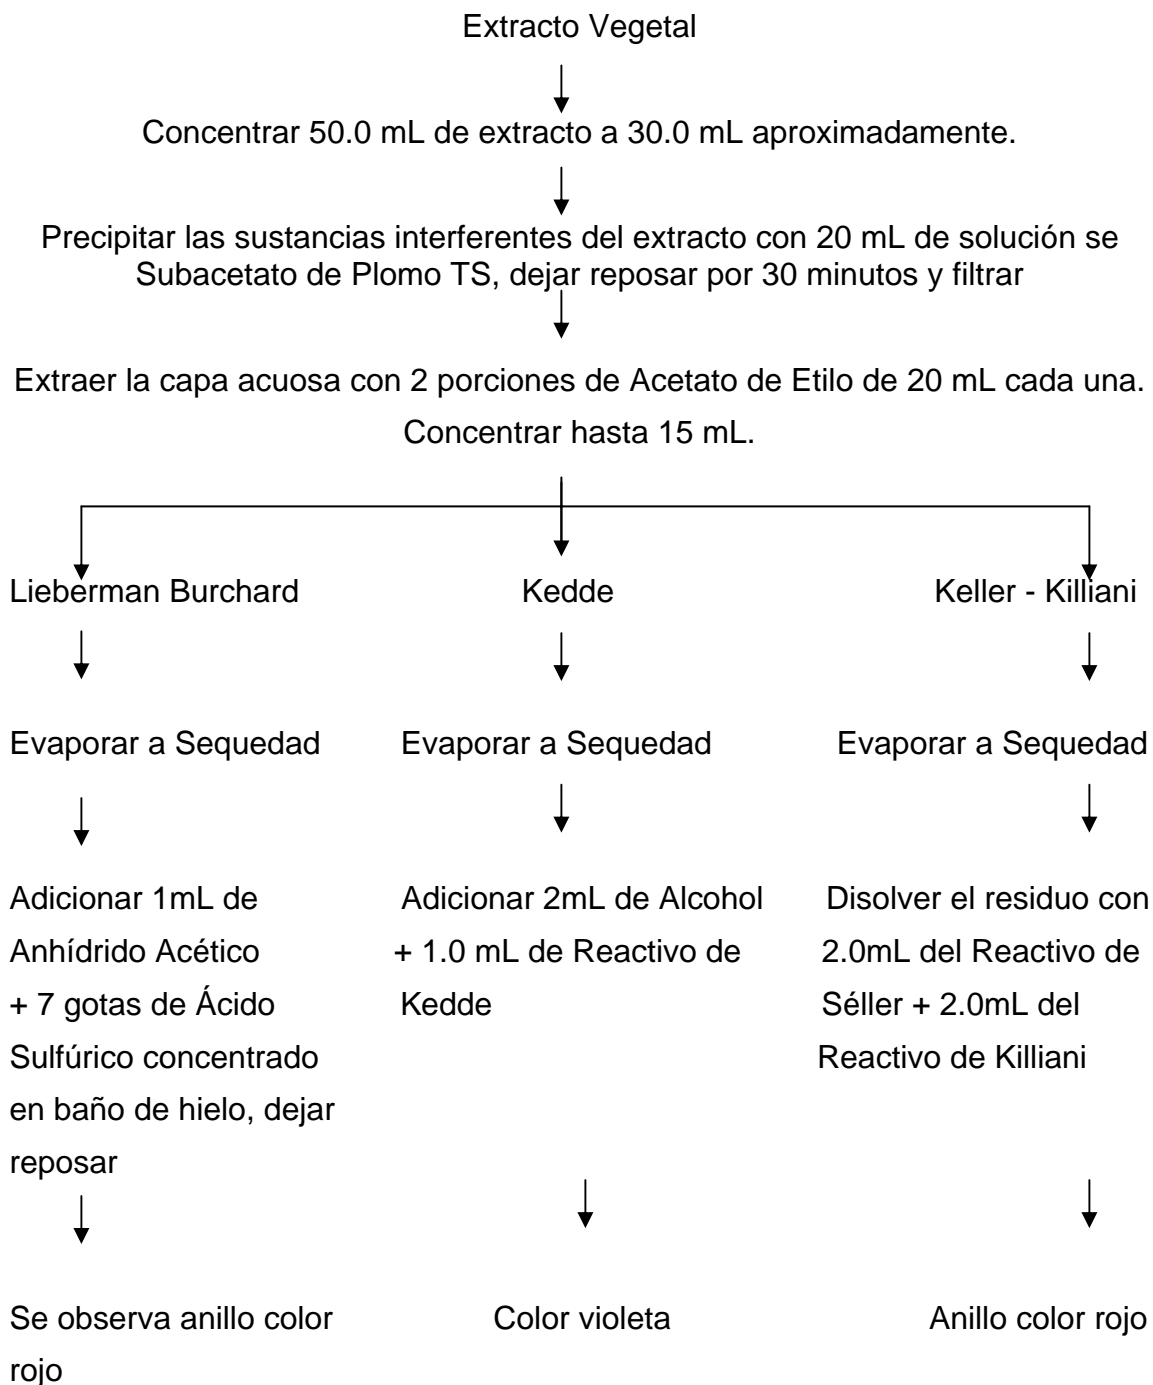 Extracto Vegetal
Concentrar 50.0 mL de extracto a 30.0 mL aproximadamente.
Precipitar las sustancias interferentes del extracto con 20 mL de solución se
Subacetato de Plomo TS, dejar reposar por 30 minutos y filtrar
Extraer la capa acuosa con 2 porciones de Acetato de Etilo de 20 mL cada una.
Concentrar hasta 15 mL.
Lieberman Burchard
Evaporar a Sequedad
Adicionar 1mL de
Anhídrido Acético
+ 7 gotas de Ácido
Sulfúrico concentrado
en baño de hielo, dejar
reposar
Se observa anillo color
rojo
Kedde
Evaporar a Sequedad
Adicionar 2mL de Alcohol
+ 1.0 mL de Reactivo de
Kedde
Color violeta
Keller - Killiani
Evaporar a Sequedad
Disolver el residuo con
2.0mL del Reactivo de
Séller + 2.0mL del
Reactivo de Killiani
Anillo color rojo